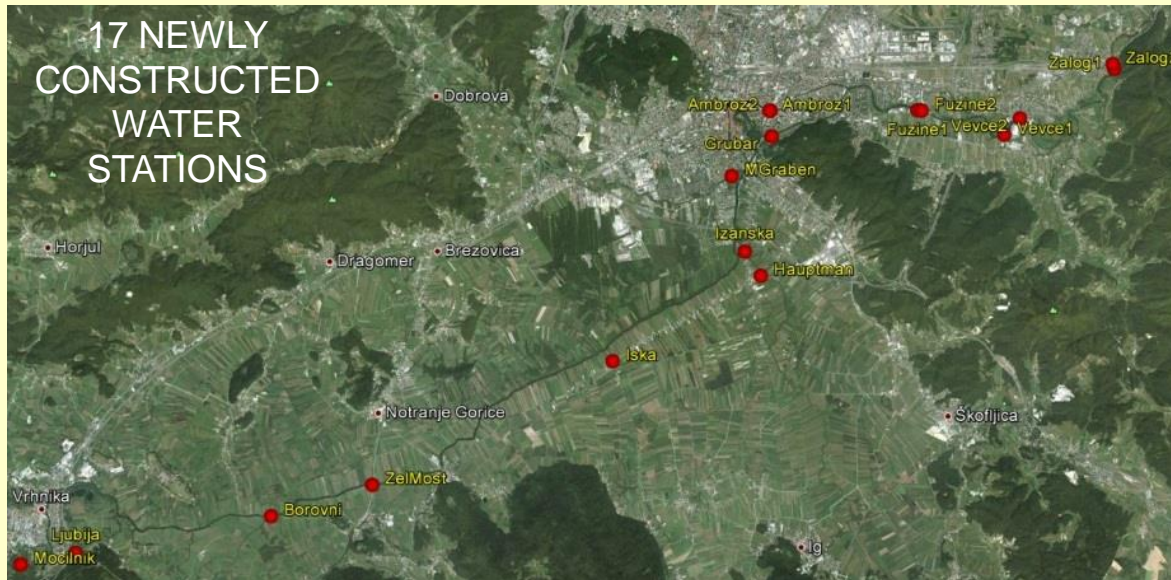 17 NEWLY
CONSTRUCTED
WATER
STATIONS
Dobrova
Zalog1
Zalog2
Ambroz2
Ambroz1
Fuzine2
Fuzine1
Vevce2
Vevce1
Grubar
MGraben
Izanska
Hauptman
Horjul
Dragomer
Brezovica
Iska
Notranje Gorice
Škofljica
ZelMost
Borovni
Vrhnika
Ljubija
Mocilnik
Ig